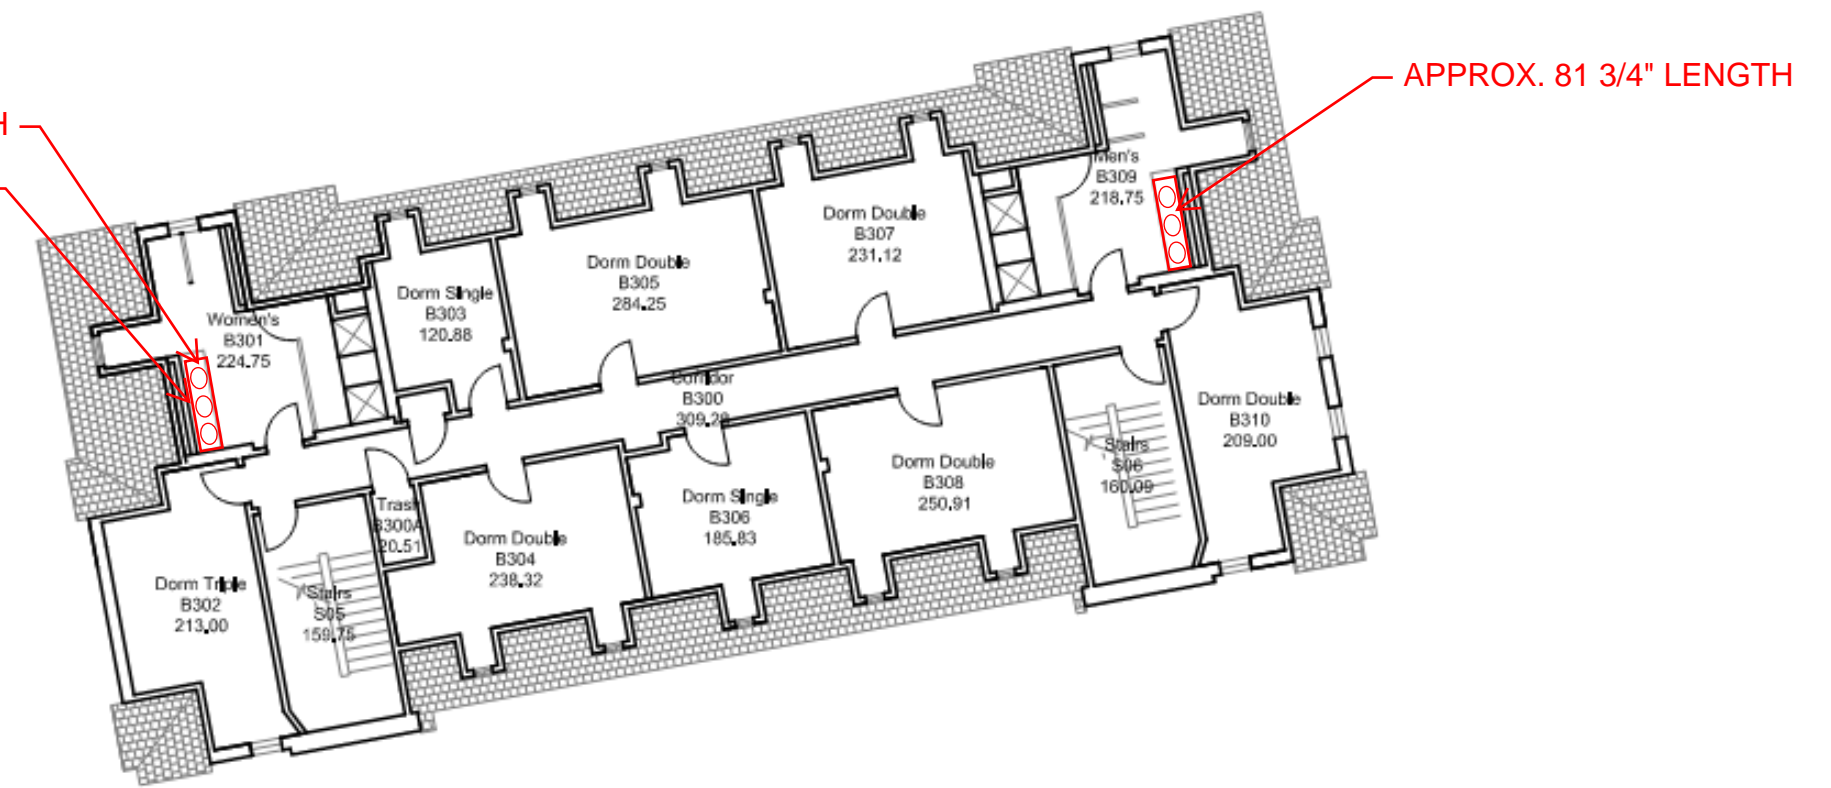 APPROX. 81 3/4" LENGTH
H
Men's
B309
218.75
Dorm Double
B307
231.12
Dorm Double
B305
284.25
Dorm Single
B303
120.88
Women's
B301
224.75
Corridor
B300
309.28
Dorm Double
B310
209.00
Stairs
S06
160.09
Dorm Double
B308
250.91
Dorm Single
B306
185.83
Trash
B300A
20.51
Dorm Double
B304
238.32
Dorm Triple
B302
213.00
Stairs
S05
159.75